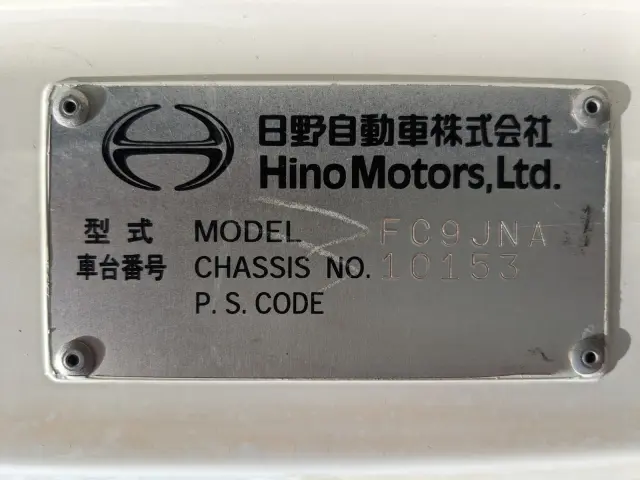 日野自動車株式会社
Hino Motors, Ltd.
型式 MODEL FC9JNA
車台番号 CHASSIS NO. 10153
P. S. CODE